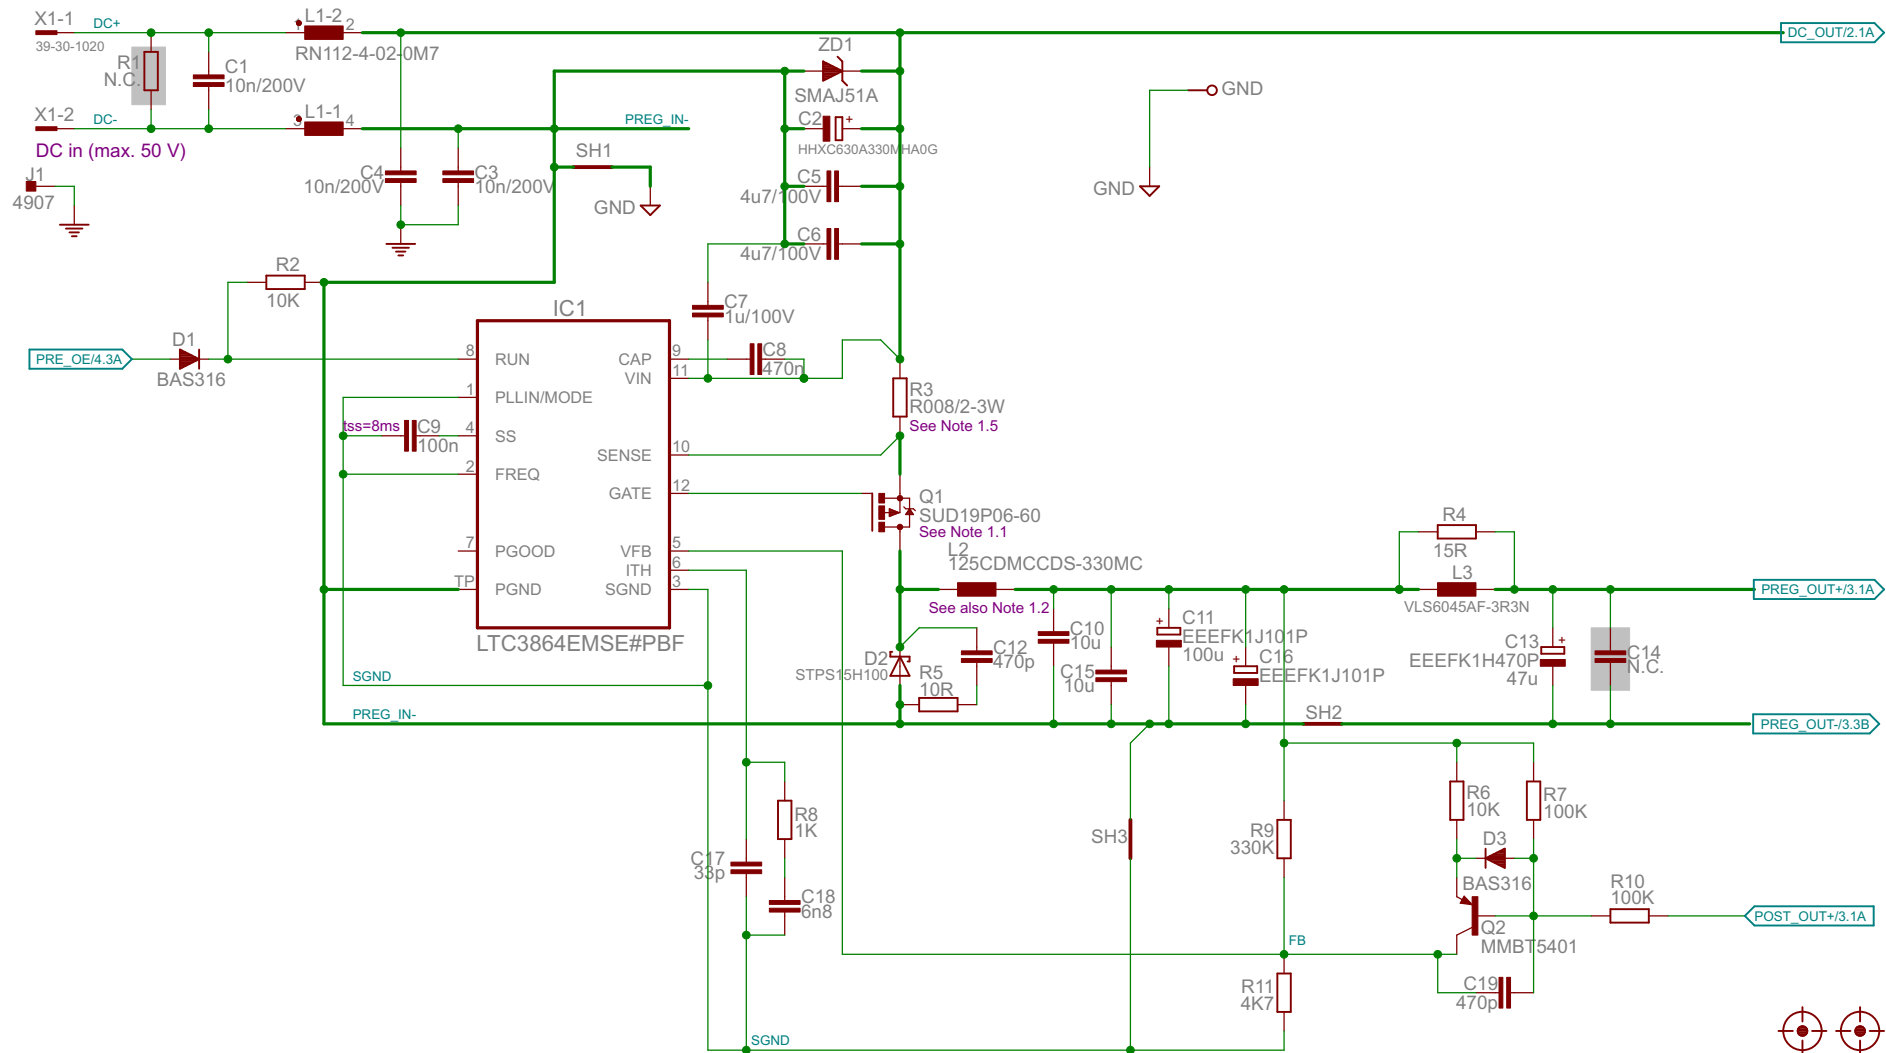 X1-1
DC+
39-30-1020
L1-2
1
2
RN112-4-02-0M7
R1
N.C.
C1
10n/200V
X1-2
DC-
L1-1
3
4
DC in (max. 50 V)
J1
4907
C4
10n/200V
C3
10n/200V
SH1
GND
PREG_IN-
ZD1
SMAJ51A
C2
+
HHXC630A330MHA0G
C5
4u7/100V
C6
4u7/100V
GND
GND
DC_OUT/2.1A
R2
10K
PRE_OE/4.3A
D1
BAS316
IC1
8
RUN
1
PLLIN/MODE
4
SS
2
FREQ
7
PGOOD
TP
PGND
CAP
9
VIN
11
SENSE
10
GATE
12
VFB
5
ITH
6
SGND
3
LTC3864EMSE#PBF
tss=8ms
C9
100n
C7
1u/100V
C8
470n
R3
R008/2-3W
See Note 1.5
Q1
SUD19P06-60
See Note 1.1
L2
125CDMCCDS-330MC
See also Note 1.2
D2
STPS15H100
R5
10R
C12
470p
C10
10u
C15
10u
C11
+
EEEFK1J101P
100u
C16
+
EEEFK1J101P
R4
15R
L3
VLS6045AF-3R3N
C13
+
EEEFK1H470P
47u
C14
N.C.
PREG_OUT+/3.1A
SGND
PREG_IN-
SH2
PREG_OUT-/3.3B
R8
1K
C17
33p
C18
6n8
SH3
R9
330K
R6
10K
R7
100K
D3
BAS316
R10
100K
POST_OUT+/3.1A
Q2
MMBT5401
FB
C19
470p
R11
4K7
SGND